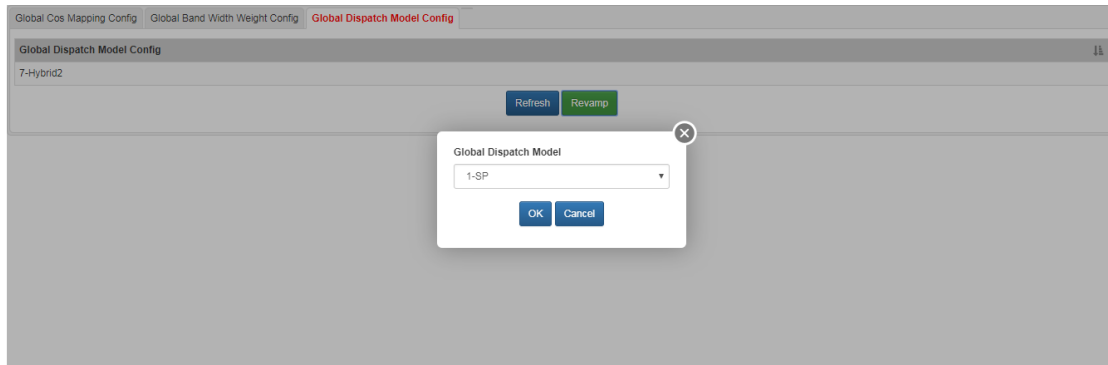 Global Cos Mapping Config Global Band Width Weight Config Global Dispatch Model Config
Global Dispatch Model Config
7-Hybrid2
Refresh Revamp
Global Dispatch Model
1-SP
OK Cancel